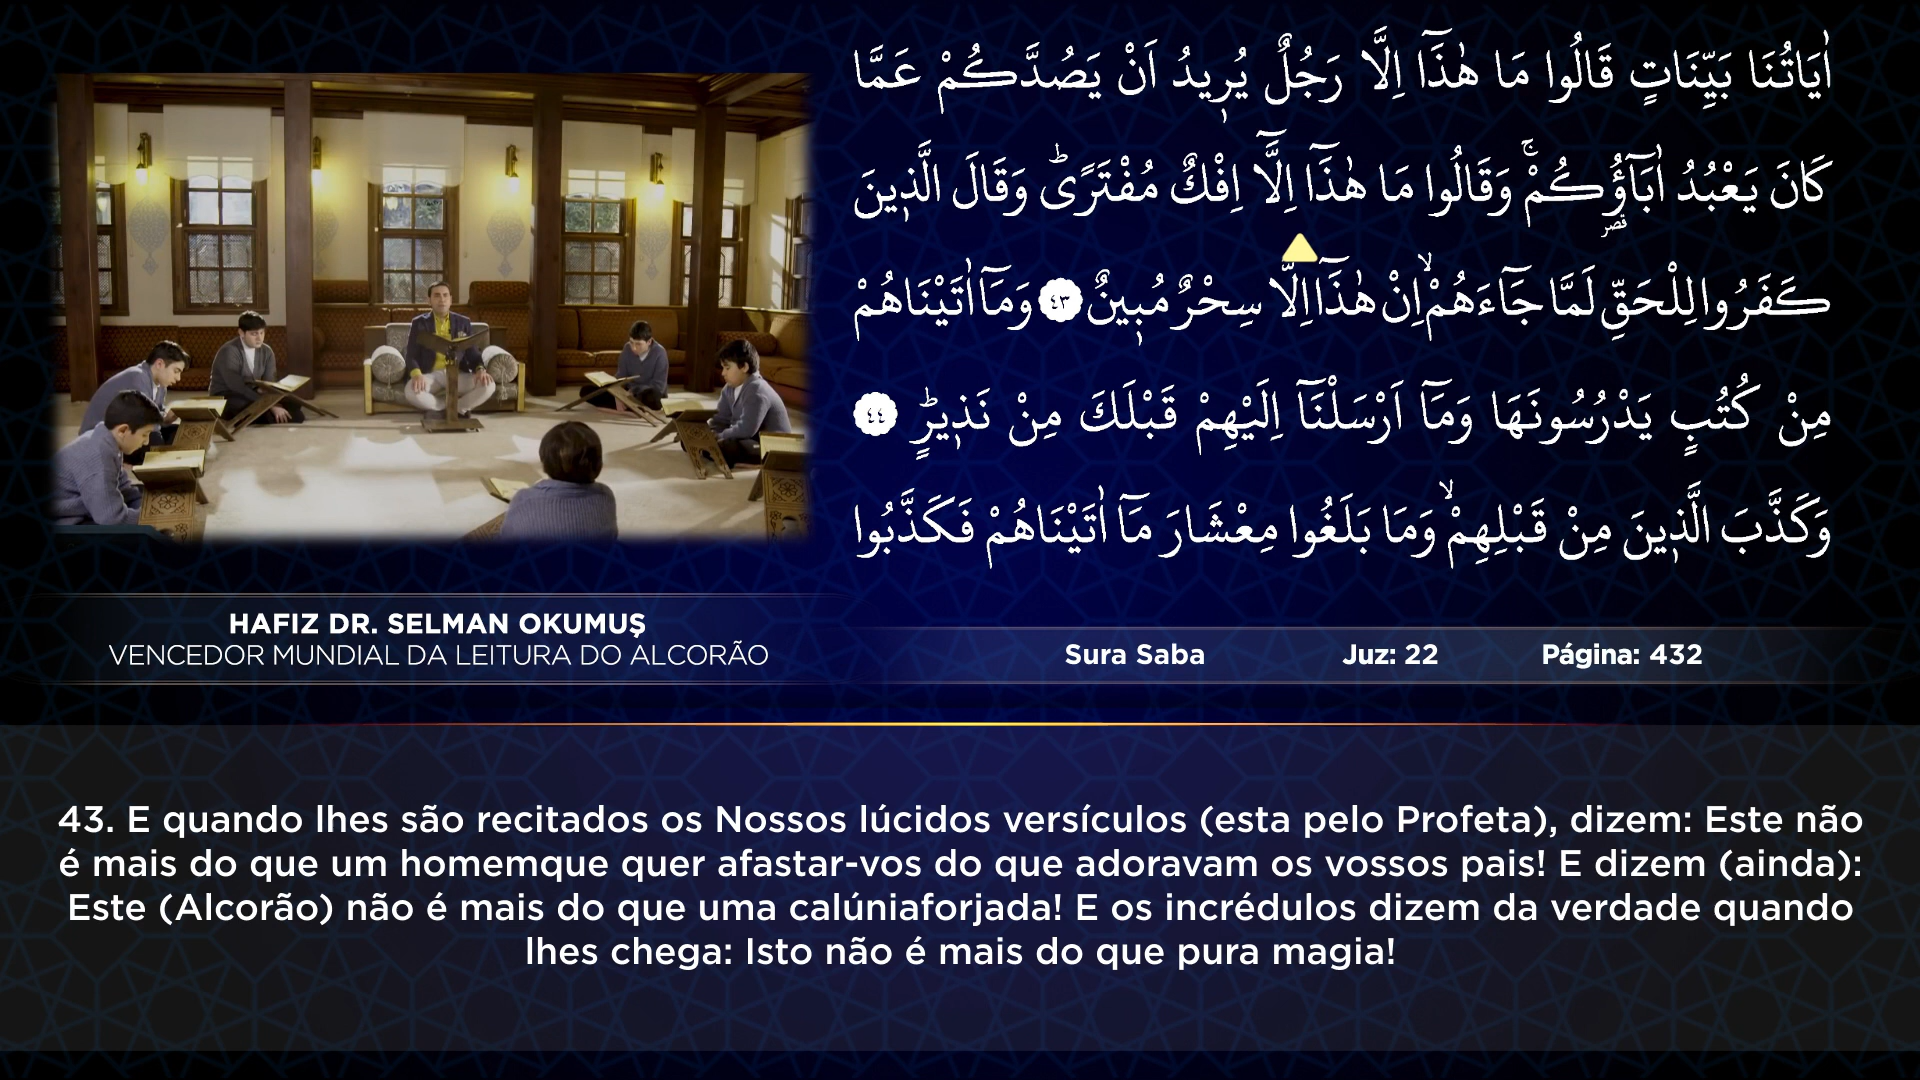 اٰيَاتُنَا بَيِّنَاتٍ قَالُوا مَا هٰذَٓا اِلَّا رَجُلٌ يُر۪يدُ اَنْ يَصُدَّكُمْ عَمَّا
كَانَ يَعْبُدُ اٰبَٓاؤُ۬كُمْۚ وَقَالُوا مَا هٰذَٓا اِلَّٓا اِفْكٌ مُفْتَرًىۜ وَقَالَ الَّذ۪ينَ
كَفَرُوا لِلْحَقِّ لَمَّا جَٓاءَهُمْۙ اِنْ هٰذَٓا اِلَّا سِحْرٌ مُب۪ينٌ ٤٣ وَمَٓا اٰتَيْنَاهُمْ
مِنْ كُتُبٍ يَدْرُسُونَهَا وَمَٓا اَرْسَلْنَٓا اِلَيْهِمْ قَبْلَكَ مِنْ نَذ۪يرٍۜ ٤٤
وَكَذَّبَ الَّذ۪ينَ مِنْ قَبْلِهِمْۙ وَمَا بَلَغُوا مِعْشَارَ مَٓا اٰتَيْنَاهُمْ فَكَذَّبُوا
HAFIZ DR. SELMAN OKUMUŞ
VENCEDOR MUNDIAL DA LEITURA DO ALCORÃO
Sura Saba Juz: 22 Página: 432
43. E quando lhes são recitados os Nossos lúcidos versículos (esta pelo Profeta), dizem: Este não
é mais do que um homemque quer afastar-vos do que adoravam os vossos pais! E dizem (ainda):
Este (Alcorão) não é mais do que uma calúniaforjada! E os incrédulos dizem da verdade quando
lhes chega: Isto não é mais do que pura magia!